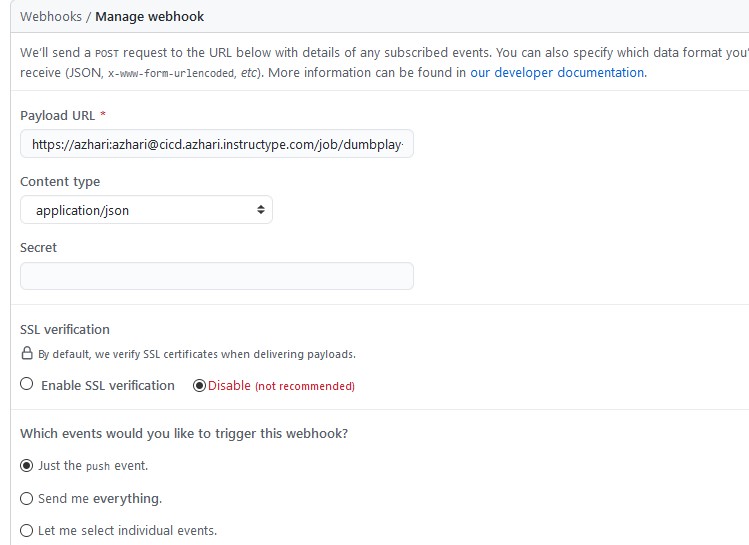 Webhooks / Manage webhook
We'll send a POST request to the URL below with details of any subscribed events. You can also specify which data format you'
receive (JSON, x-www-form-urlencoded, etc). More information can be found in our developer documentation.
Payload URL *
https://azhari:azhari@cicd.azhari.instructype.com/job/dumbplay-
Content type
application/json
Secret
SSL verification
By default, we verify SSL certificates when delivering payloads.
Enable SSL verification Disable (not recommended)
Which events would you like to trigger this webhook?
Just the push event.
Send me everything.
Let me select individual events.